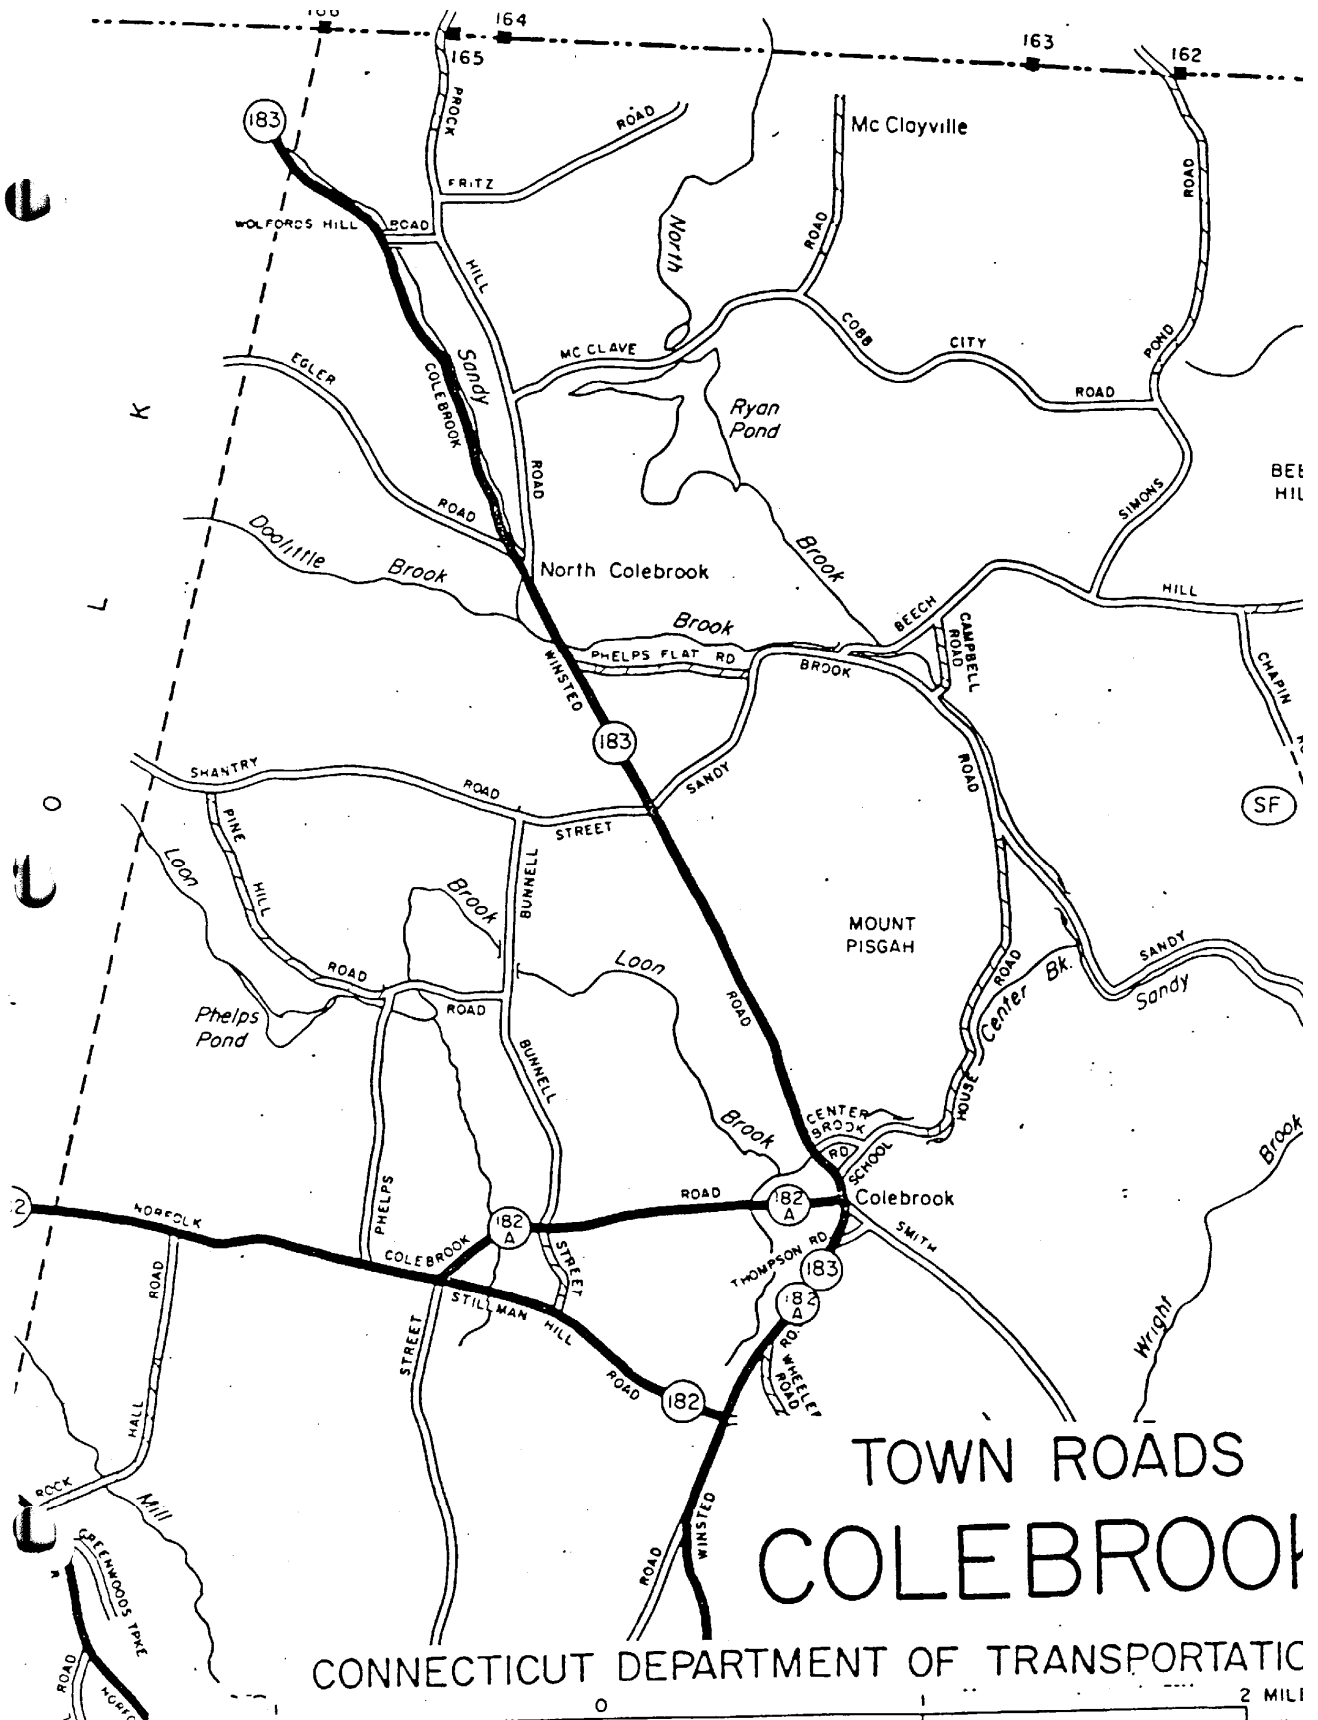 166
164
165
163
162
183
PROCK
ROAD
Mc Clayville
ROAD
FRITZ
WOLFORDS HILL ROAD
North
ROAD
HILL
COBB
CITY
POND
MC CLAVE
EGLER
Sandy
COLEBROOK
ROAD
K
Ryan
Pond
ROAD
ROAD
SIMONS
Doolittle
Brook
North Colebrook
Brook
L
Brook
BEECH
HILL
CAMPBELL
ROAD
PHELPS FLAT RD
BROOK
WINSTED
CHAPIN
183
SHANTRY
ROAD
SANDY
ROAD
STREET
O
SF
PINE
Loon
HILL
Brook
BUNNELL
MOUNT
PISGAH
Loon
ROAD
SANDY
Sandy
ROAD
Center Bk.
ROAD
Phelps
Pond
ROAD
BUNNELL
HOUSE
CENTER
BROOK
RD
SCHOOL
Brook
Brook
PHELPS
ROAD
182
A
Colebrook
NORFOLK
182
A
COLEBROOK
STREET
SMITH
THOMPSON RD
183
182
A
ROAD
STILLMAN
HILL
RD.
WHEELER
ROAD
Wright
STREET
ROAD
182
HALL
TOWN ROADS
ROCK
Mill
WINSTED
COLEBROOK
GREENWOODS TPKE
ROAD
CONNECTICUT DEPARTMENT OF TRANSPORTATIO
ROAD
NORFO
0
1
2 MILE